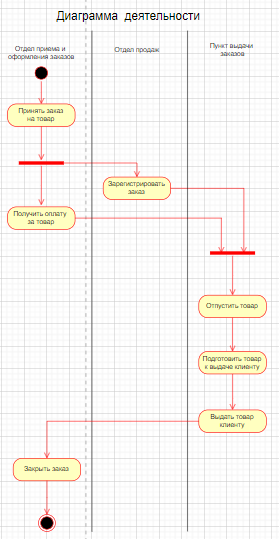 Диаграмма деятельности
Отдел приема и
оформления заказов
Отдел продаж
Пункт выдачи
заказов
Принять заказ
на товар
Зарегистрировать
заказ
Получить оплату
за товар
Отпустить товар
Подготовить товар
к выдаче клиенту
Выдать товар
клиенту
Закрыть заказ